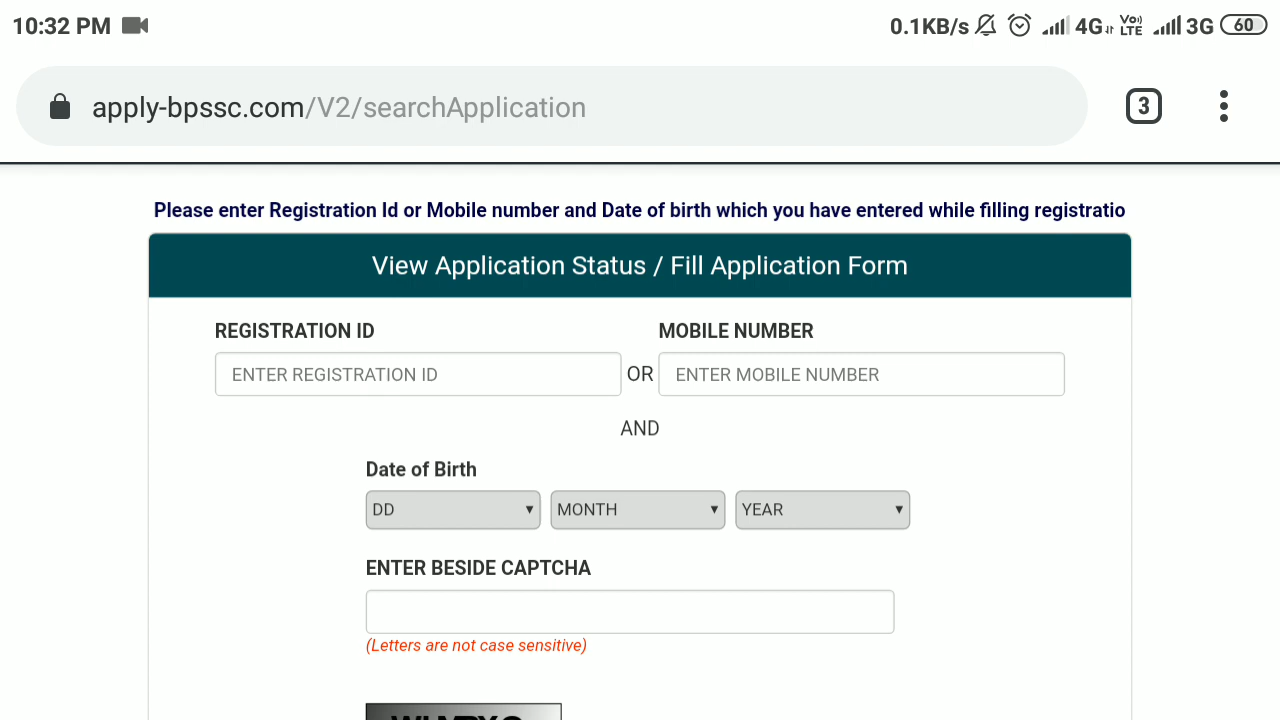 10:32 PM 0.1KB/s 4G Vo) LTE 3G 60
apply-bpssc.com/V2/searchApplication 3
Please enter Registration Id or Mobile number and Date of birth which you have entered while filling registratio
View Application Status / Fill Application Form
REGISTRATION ID MOBILE NUMBER
ENTER REGISTRATION ID OR ENTER MOBILE NUMBER
AND
Date of Birth
DD MONTH YEAR
ENTER BESIDE CAPTCHA
(Letters are not case sensitive)